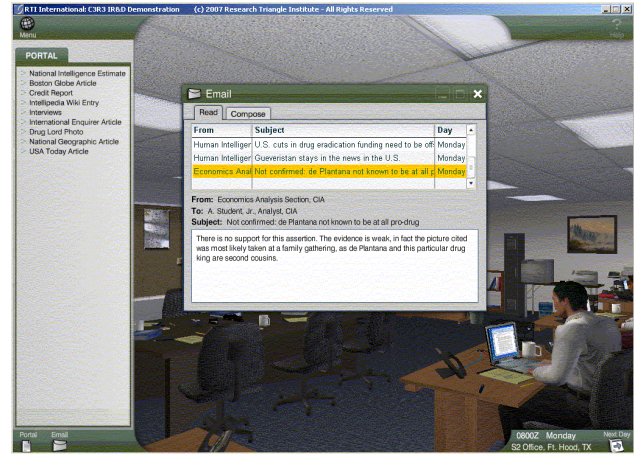 RTI International: C3R3 IR&D Demonstration (c) 2007 Research Triangle Institute - All Rights Reserved
Menu
Help
PORTAL
> National Intelligence Estimate
> Boston Globe Article
> Credit Report
> Intellipedia Wiki Entry
> Interviews
> International Enquirer Article
> Drug Lord Photo
> National Geographic Article
> USA Today Article
Email
Read Compose
From Subject Day
Human Intelliger U.S. cuts in drug eradication funding need to be off Monday
Human Intelliger Gueveristan stays in the news in the U.S. Monday
Economics Anal Not confirmed: de Plantana not known to be at all p Monday
From: Economics Analysis Section, CIA
To: A. Student, Jr., Analyst, CIA
Subject: Not confirmed: de Plantana not known to be at all pro-drug
There is no support for this assertion. The evidence is weak, in fact the picture cited
was most likely taken at a family gathering, as de Plantana and this particular drug
king are second cousins.
Portal Email
0800Z Monday
Next Day
S2 Office, Ft. Hood, TX